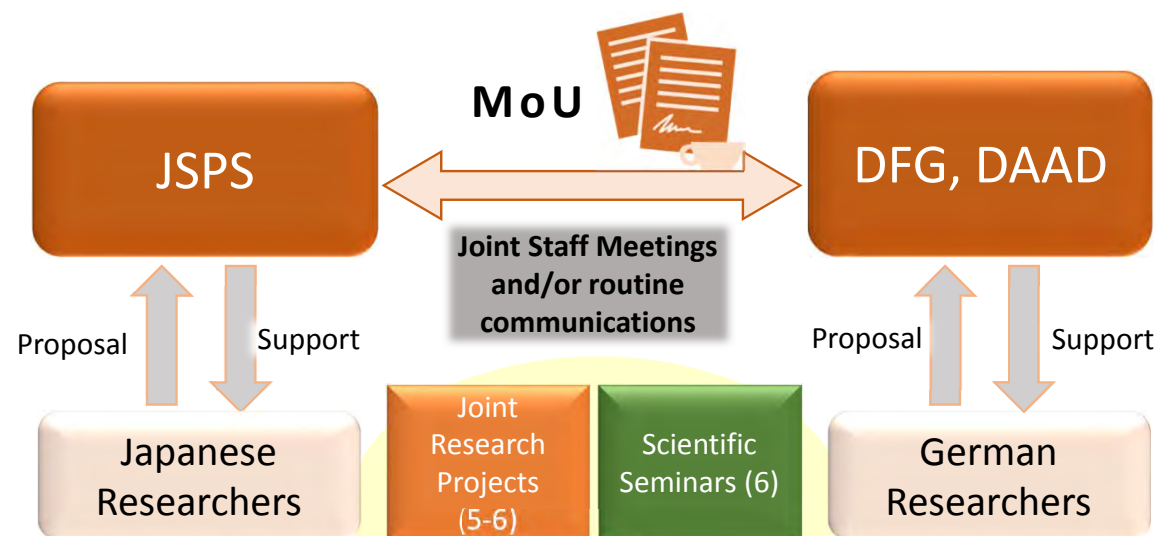 MoU
JSPS
DFG, DAAD
Joint Staff Meetings
and/or routine
communications
Proposal
Support
Proposal
Support
Japanese
Researchers
Joint
Research
Projects
(5-6)
Scientific
Seminars (6)
German
Researchers